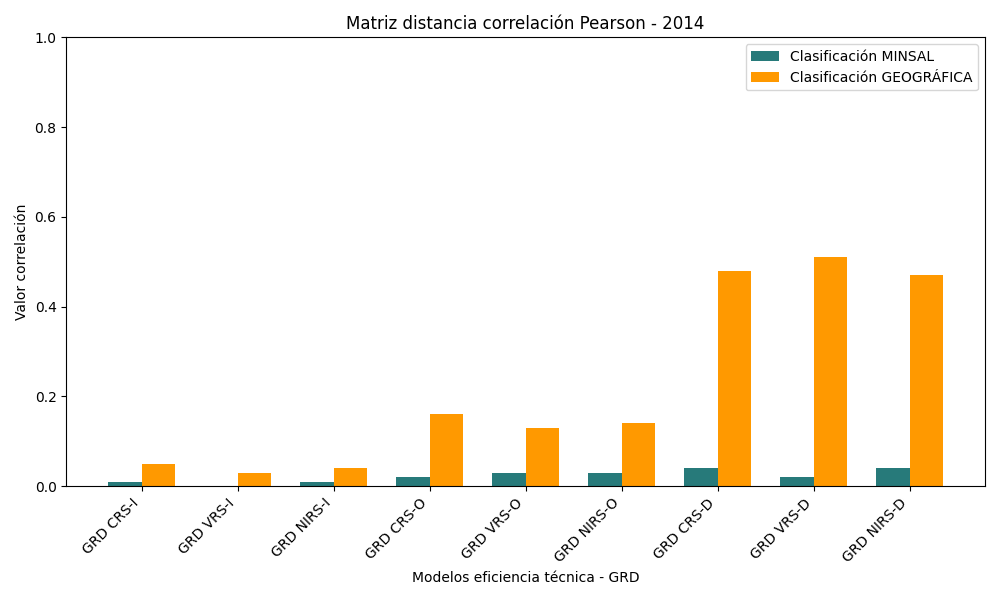 Matriz distancia correlación Pearson - 2014
Clasificación MINSAL
Clasificación GEOGRÁFICA
Valor correlación
1.0
0.8
0.6
0.4
0.2
0.0
GRD CRS-I
GRD VRS-I
GRD NIRS-I
GRD CRS-O
GRD VRS-O
GRD NIRS-O
GRD CRS-D
GRD VRS-D
GRD NIRS-D
Modelos eficiencia técnica - GRD